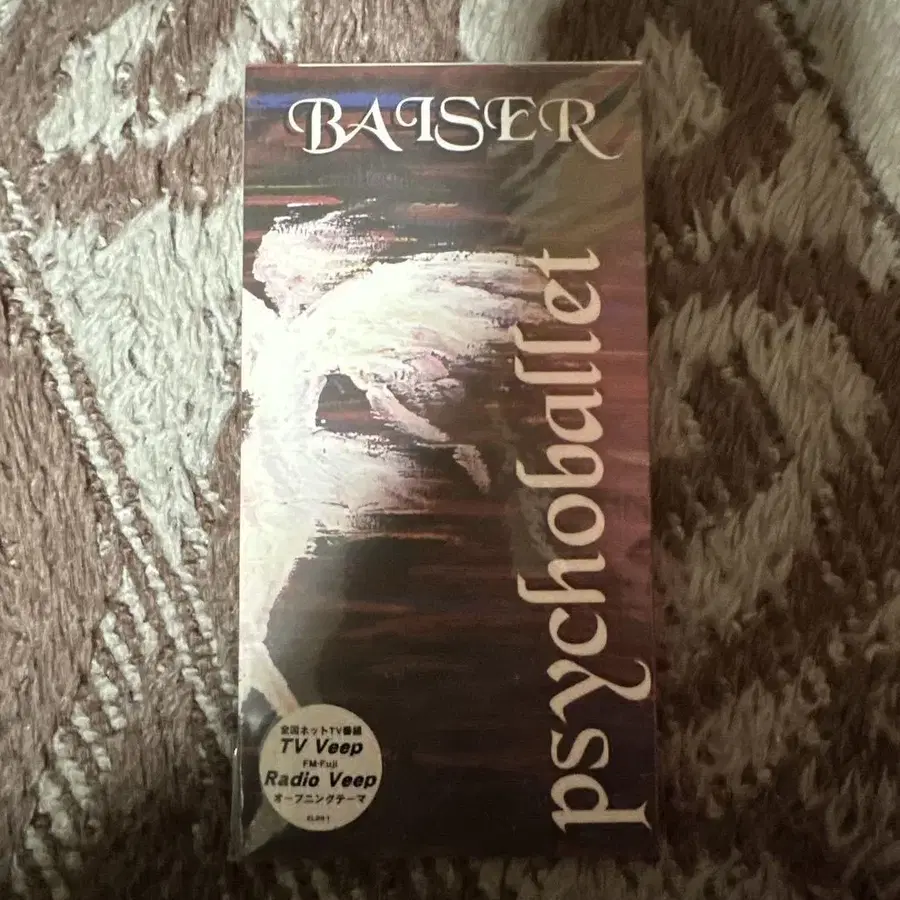 BAISER
psychoballet
全国ネットTV番組
TV Veep
FM-Fuji
Radio Veep
オープニングテーマ